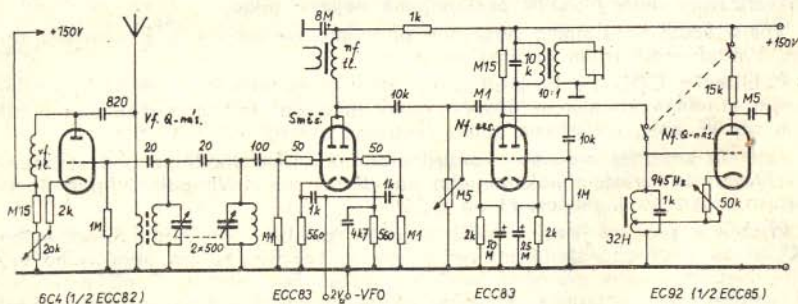 +150V
820
Vf. Q-nás.
vf. tl.
20
20
100
M15
2k
20k
1M
2×500
6C4 (1/2 ECC82)
8M
1k
nf tl.
Směš.
50
50
10k
M1
1k
1k
M1
560
4k7
560
M1
ECC83
2V
-VFO
M15
10k
10:1
Nf. zes.
10k
M5
1M
2k
50M
25M
2k
ECC83
+150V
15k
M5
Nf. Q-nás.
945Hz
1k
50k
32H
EC92 (1/2 ECC85)